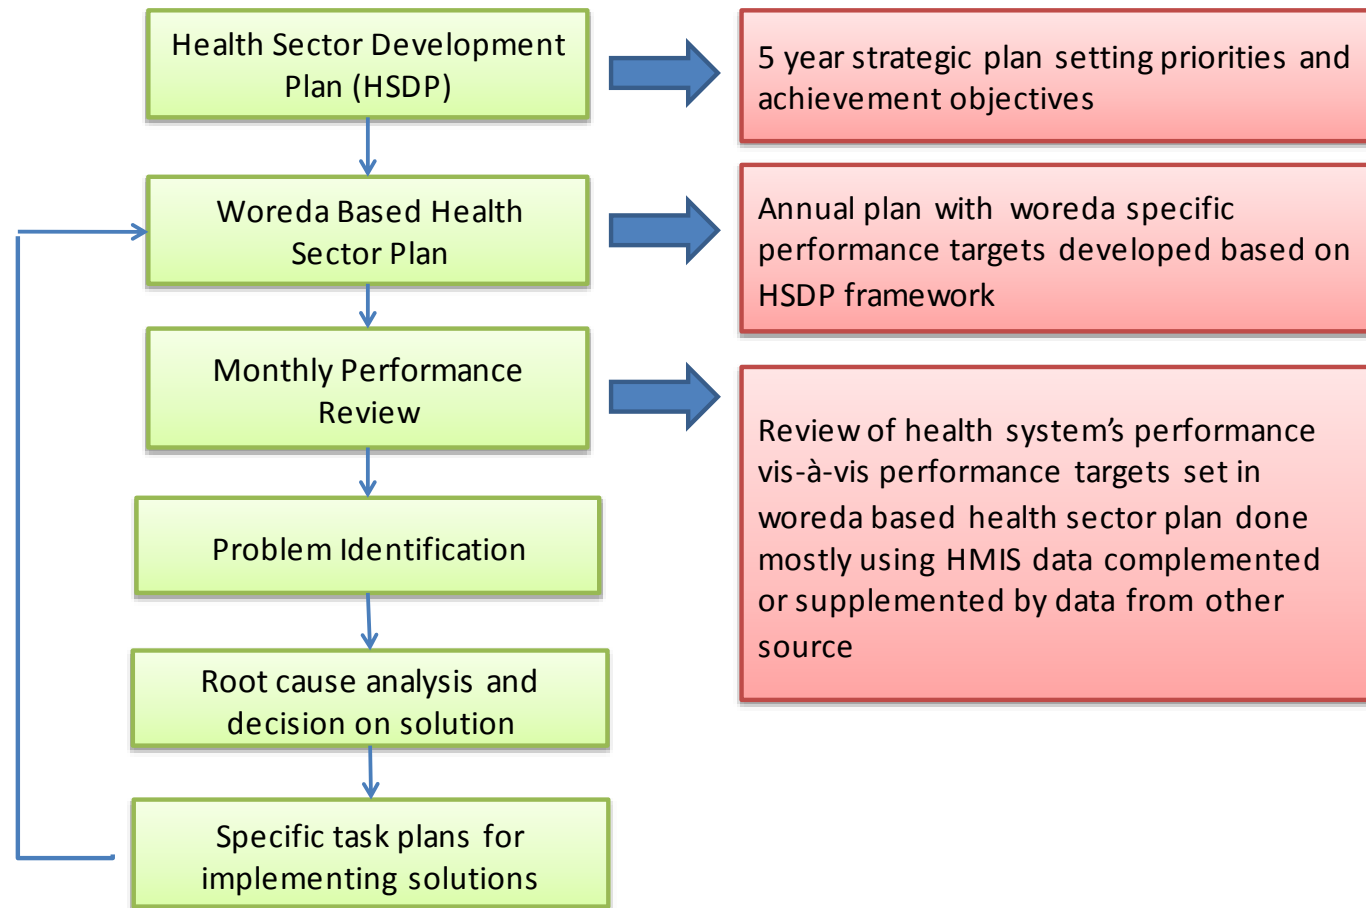 Health Sector Development
Plan (HSDP)
5 year strategic plan setting priorities and
achievement objectives
Woreda Based Health
Sector Plan
Annual plan with woreda specific
performance targets developed based on
HSDP framework
Monthly Performance
Review
Review of health system's performance
vis-à-vis performance targets set in
woreda based health sector plan done
mostly using HMIS data complemented
or supplemented by data from other
source
Problem Identification
Root cause analysis and
decision on solution
Specific task plans for
implementing solutions